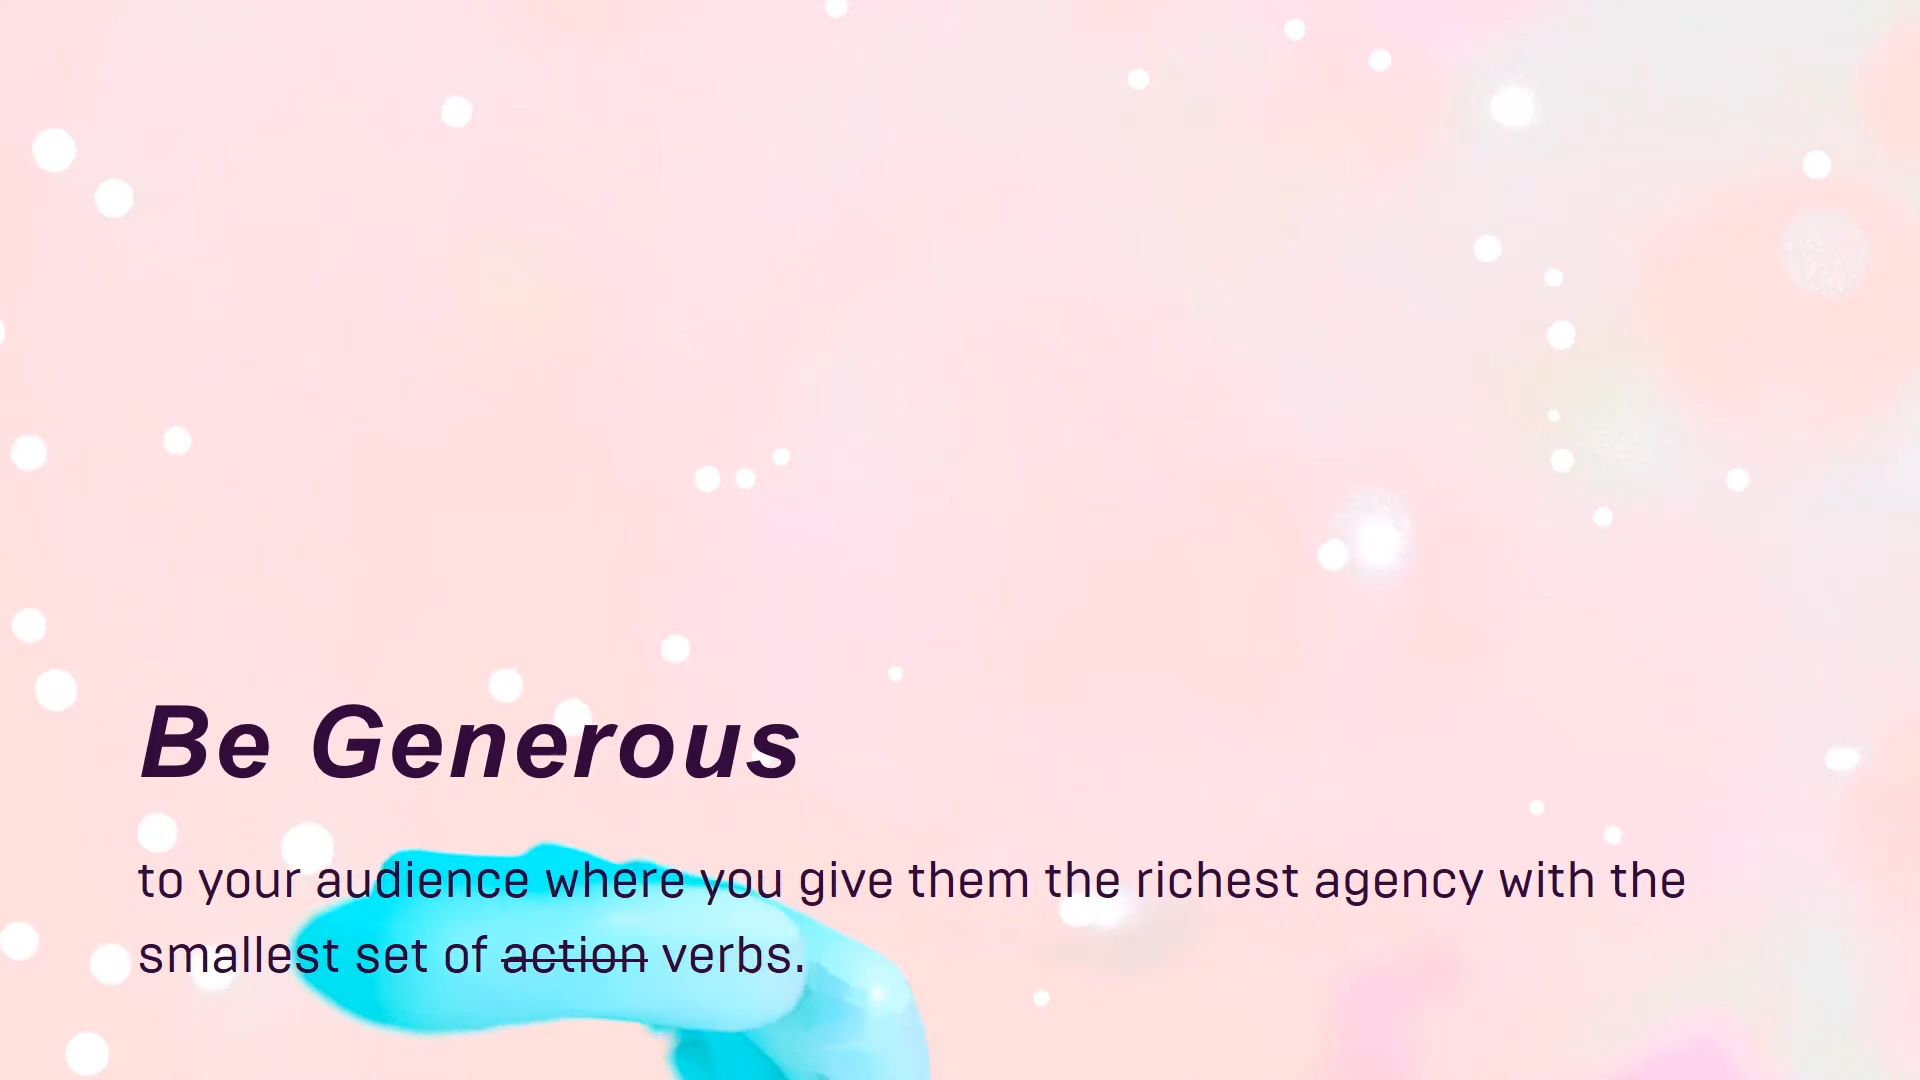 Be Generous
to your audience where you give them the richest agency with the
smallest set of action verbs.